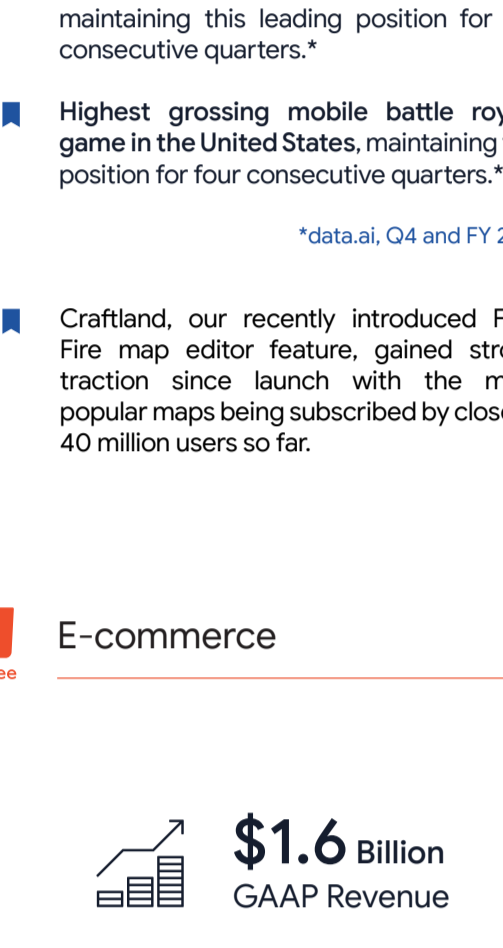 maintaining this leading position for
consecutive quarters.*
Highest grossing mobile battle
game in the United States, maintaining
position for four consecutive quarters.*
*data.ai, Q4 and FY
Craftland, our recently introduced
Fire map editor feature, gained
traction since launch with the
popular maps being subscribed by
40 million users so far.
E-commerce
$1.6 Billion
GAAP Revenue